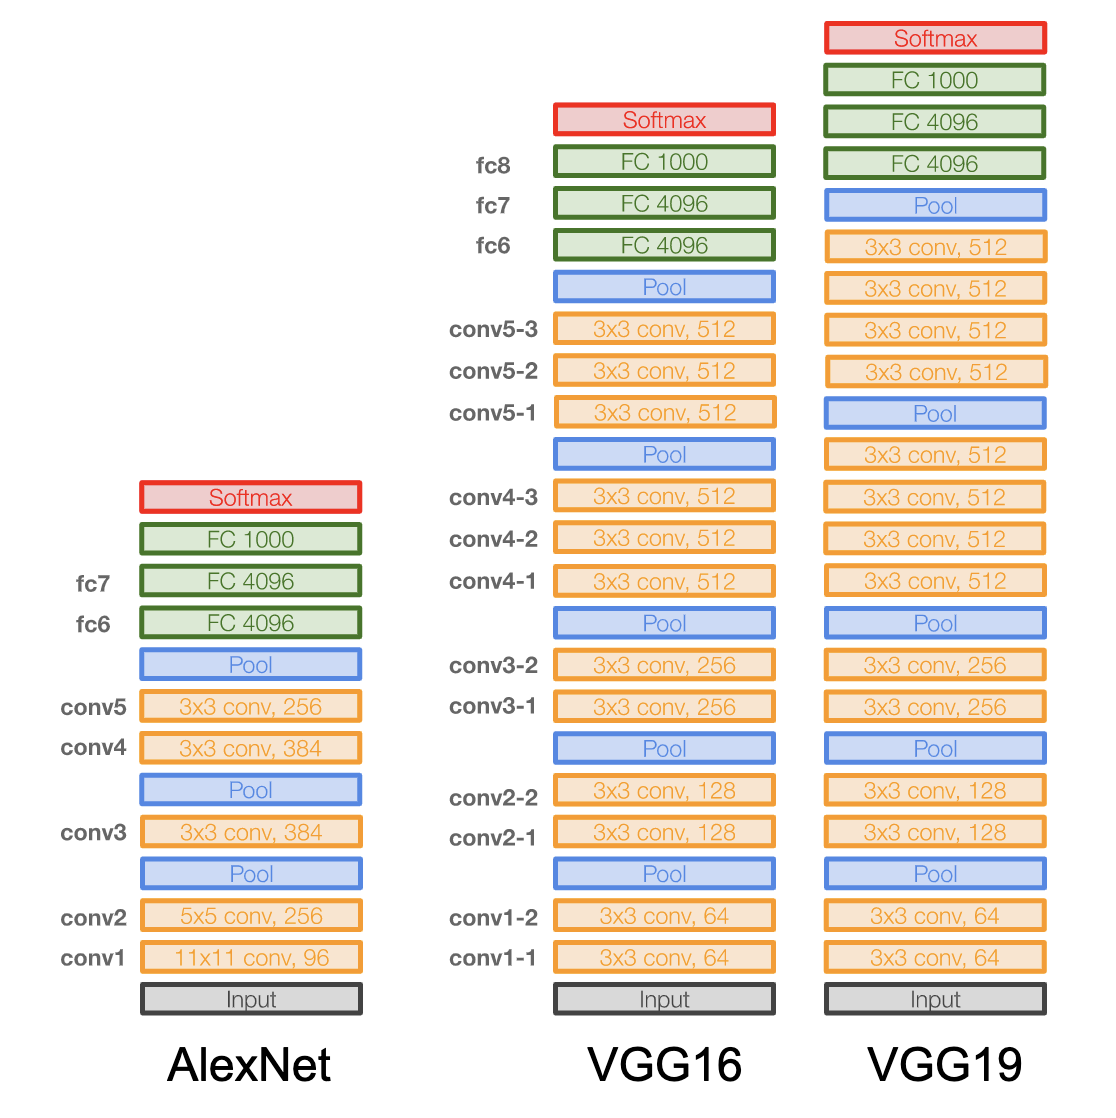 Softmax
FC 1000
FC 4096
fc7
FC 4096
fc6
Pool
3x3 conv, 256
conv5
3x3 conv, 384
conv4
Pool
3x3 conv, 384
conv3
Pool
5x5 conv, 256
conv2
11x11 conv, 96
conv1
Input
AlexNet
Softmax
fc8 FC 1000
fc7 FC 4096
fc6 FC 4096
Pool
conv5-3 3x3 conv, 512
conv5-2 3x3 conv, 512
conv5-1 3x3 conv, 512
Pool
conv4-3 3x3 conv, 512
conv4-2 3x3 conv, 512
conv4-1 3x3 conv, 512
Pool
conv3-2 3x3 conv, 256
conv3-1 3x3 conv, 256
Pool
conv2-2 3x3 conv, 128
conv2-1 3x3 conv, 128
Pool
conv1-2 3x3 conv, 64
conv1-1 3x3 conv, 64
Input
VGG16
Softmax
FC 1000
FC 4096
FC 4096
Pool
3x3 conv, 512
3x3 conv, 512
3x3 conv, 512
3x3 conv, 512
Pool
3x3 conv, 512
3x3 conv, 512
3x3 conv, 512
3x3 conv, 512
Pool
3x3 conv, 256
3x3 conv, 256
Pool
3x3 conv, 128
3x3 conv, 128
Pool
3x3 conv, 64
3x3 conv, 64
Input
VGG19